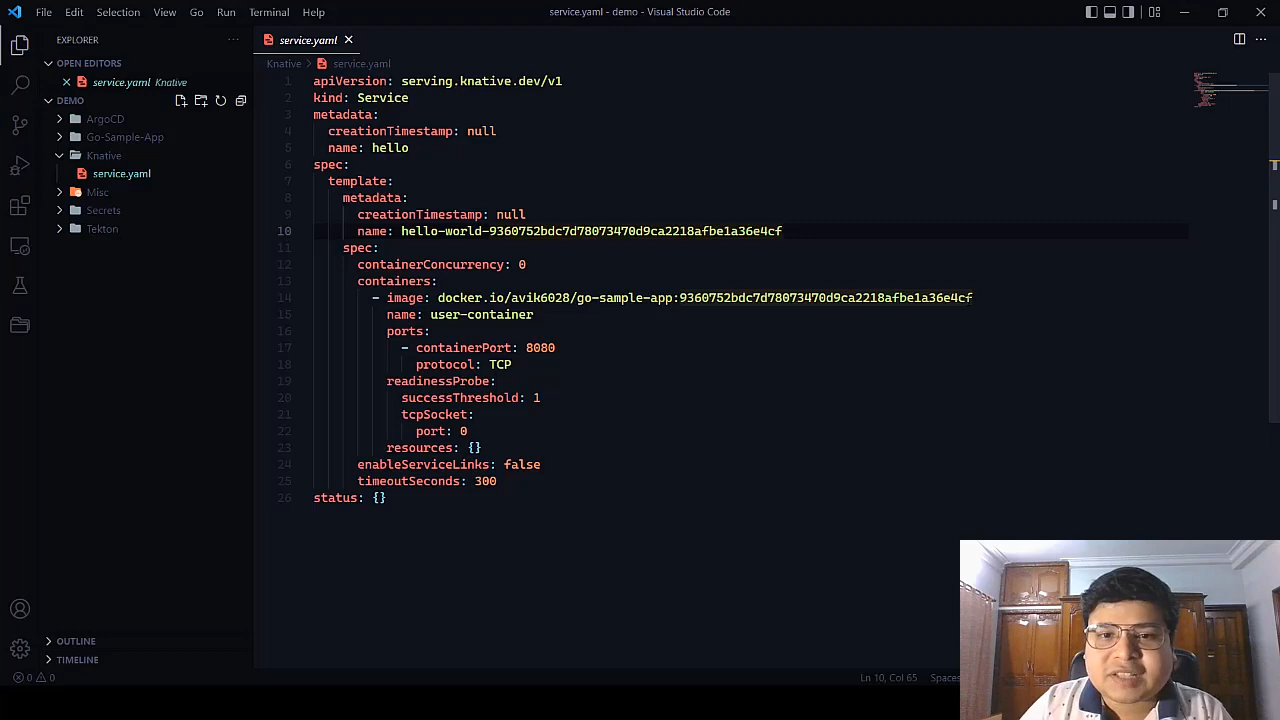 File Edit Selection View Go Run Terminal Help
service.yaml - demo - Visual Studio Code
EXPLORER
OPEN EDITORS
service.yaml Knative
DEMO
ArgoCD
Go-Sample-App
Knative
service.yaml
Misc
Secrets
Tekton
OUTLINE
TIMELINE
service.yaml
Knative > service.yaml
1 apiVersion: serving.knative.dev/v1
2 kind: Service
3 metadata:
4 creationTimestamp: null
5 name: hello
6 spec:
7 template:
8 metadata:
9 creationTimestamp: null
10 name: hello-world-9360752bdc7d78073470d9ca2218afbe1a36e4cf
11 spec:
12 containerConcurrency: 0
13 containers:
14 - image: docker.io/avik6028/go-sample-app:9360752bdc7d78073470d9ca2218afbe1a36e4cf
15 name: user-container
16 ports:
17 - containerPort: 8080
18 protocol: TCP
19 readinessProbe:
20 successThreshold: 1
21 tcpSocket:
22 port: 0
23 resources: {}
24 enableServiceLinks: false
25 timeoutSeconds: 300
26 status: {}
0 0
Ln 10, Col 65 Spaces